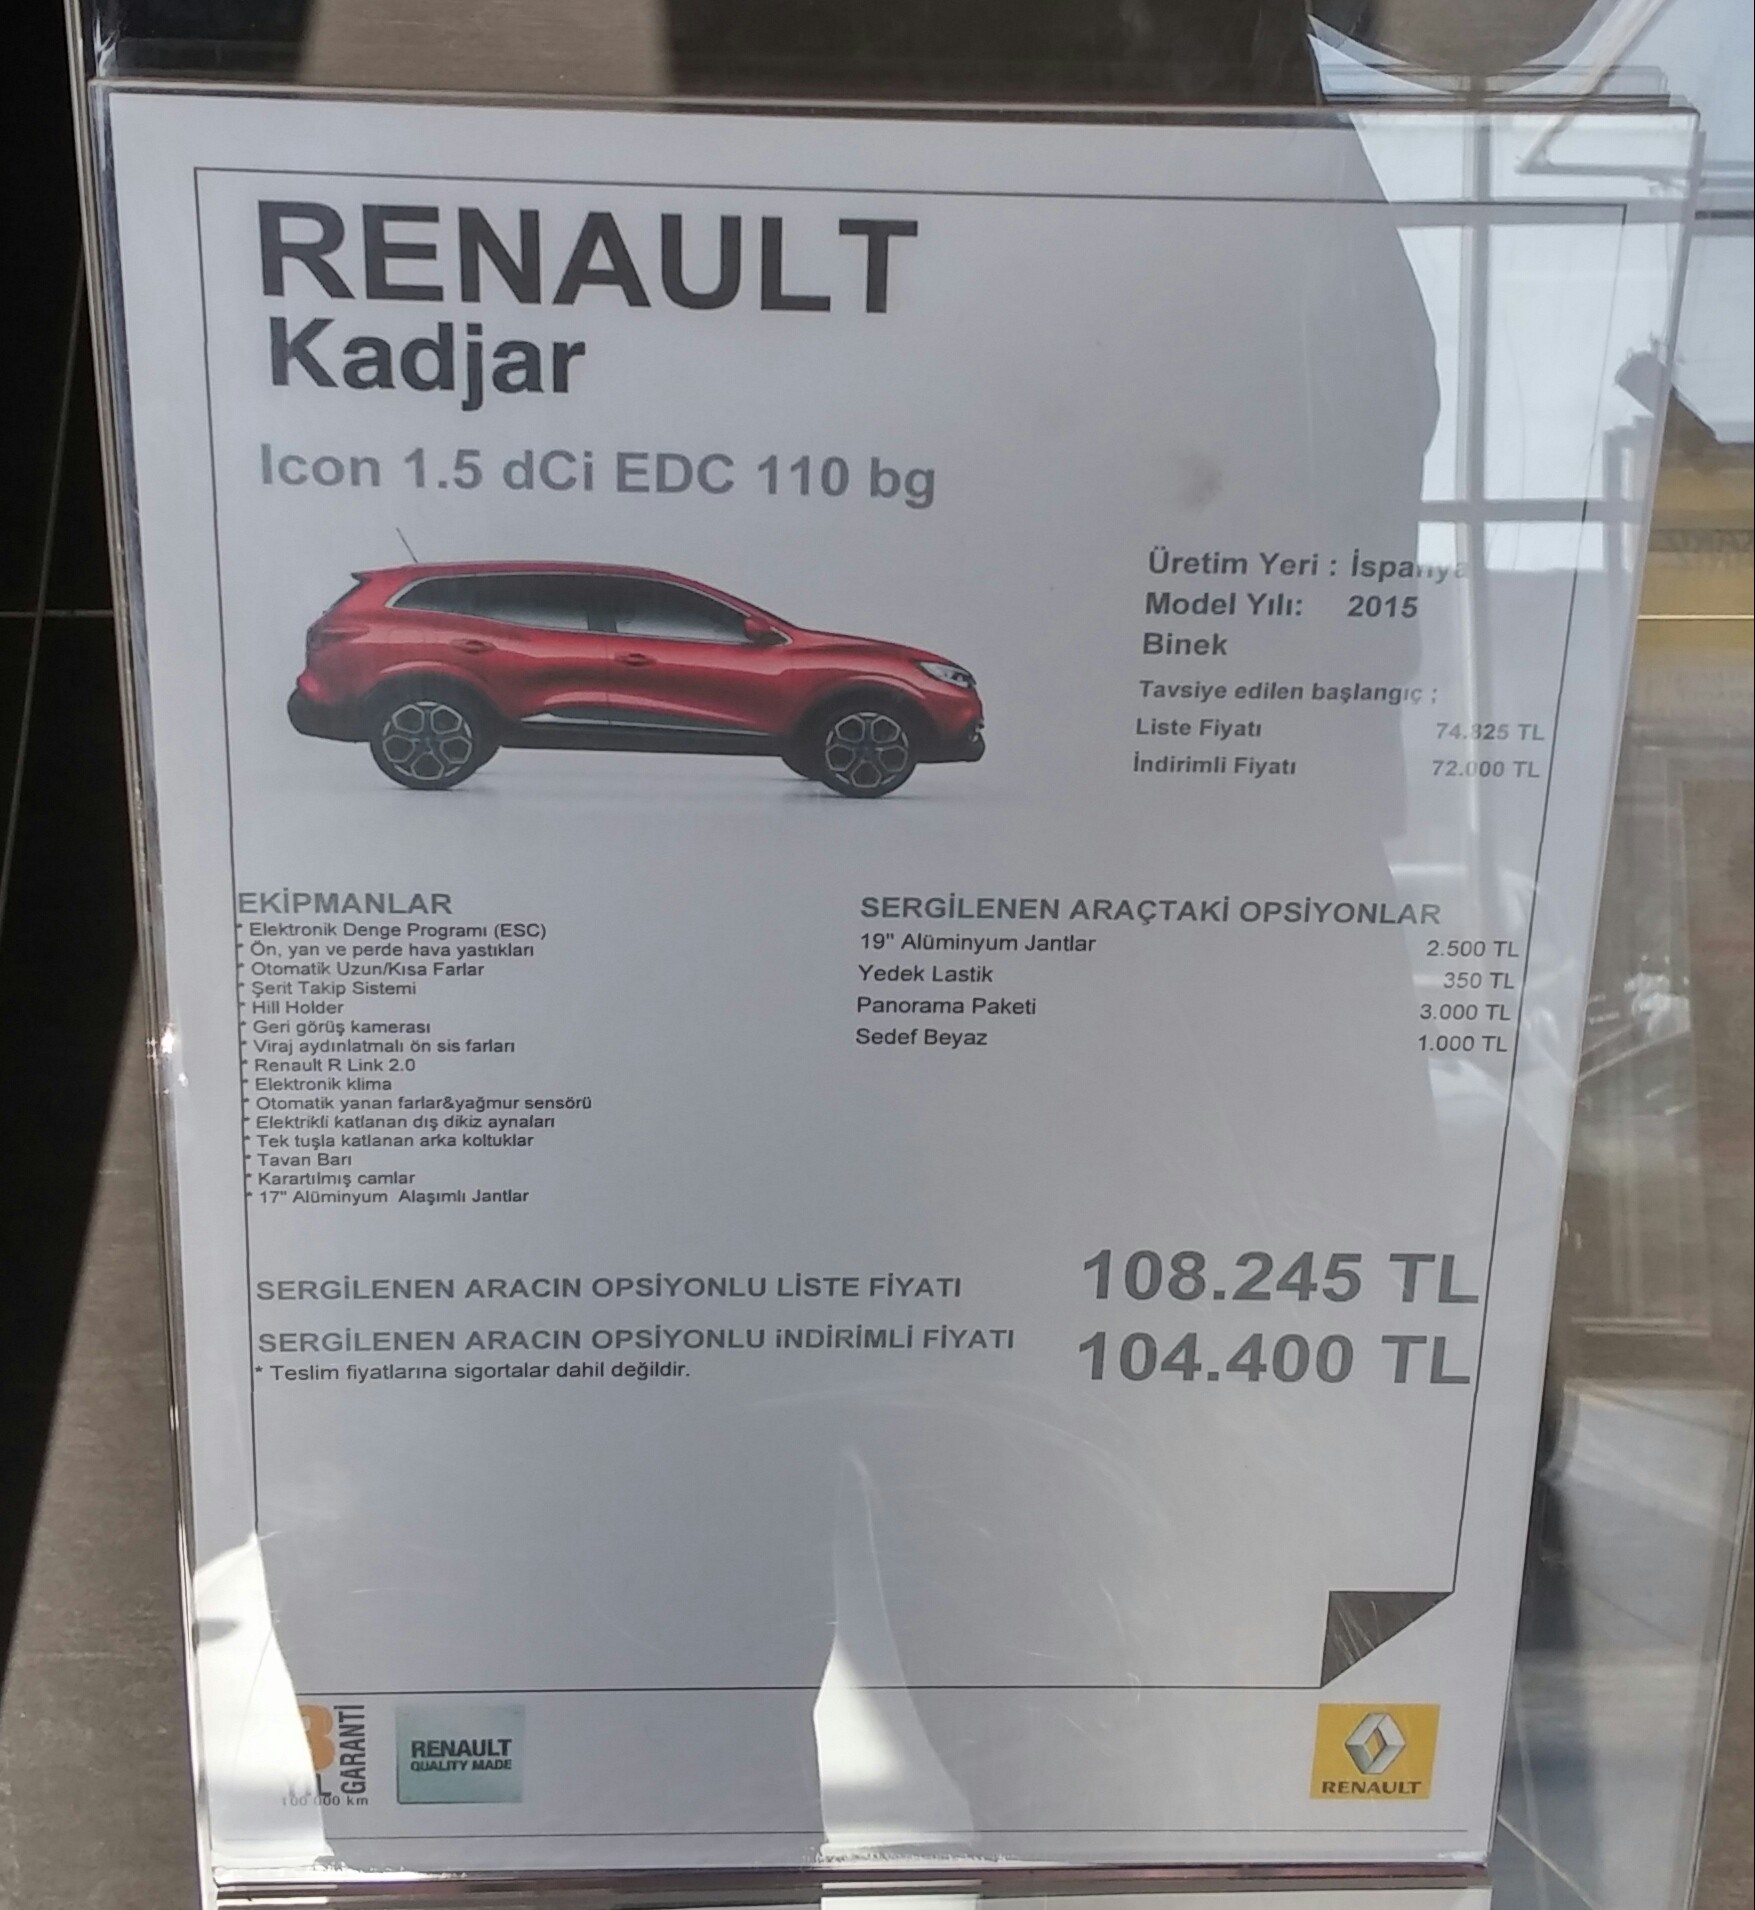 RENAULT
Kadjar
Icon 1.5 dCi EDC 110 bg
Üretim Yeri : İspanya
Model Yılı: 2015
Binek
Tavsiye edilen başlangıç ;
Liste Fiyatı 74.825 TL
İndirimli Fiyatı 72.000 TL
EKİPMANLAR
* Elektronik Denge Programı (ESC)
* Ön, yan ve perde hava yastıkları
* Otomatik Uzun/Kısa Farlar
* Şerit Takip Sistemi
* Hill Holder
* Geri görüş kamerası
* Viraj aydınlatmalı ön sis farları
* Renault R Link 2.0
* Elektronik klima
* Otomatik yanan farlar&yağmur sensörü
* Elektrikli katlanan dış dikiz aynaları
* Tek tuşla katlanan arka koltuklar
* Tavan Barı
* Karartılmış camlar
* 17" Alüminyum Alaşımlı Jantlar
SERGİLENEN ARAÇTAKİ OPSİYONLAR
19" Alüminyum Jantlar 2.500 TL
Yedek Lastik 350 TL
Panorama Paketi 3.000 TL
Sedef Beyaz 1.000 TL
SERGİLENEN ARACIN OPSİYONLU LİSTE FİYATI 108.245 TL
SERGİLENEN ARACIN OPSİYONLU iNDİRİMLİ FİYATI 104.400 TL
* Teslim fiyatlarına sigortalar dahil değildir.
3
GARANTİ
100 000 km
RENAULT
QUALITY MADE
RENAULT